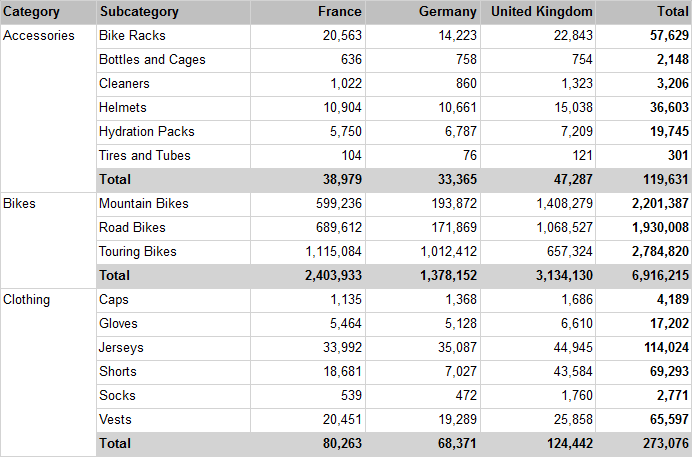 Category Subcategory France Germany United Kingdom Total
Accessories Bike Racks 20,563 14,223 22,843 57,629
Bottles and Cages 636 758 754 2,148
Cleaners 1,022 860 1,323 3,206
Helmets 10,904 10,661 15,038 36,603
Hydration Packs 5,750 6,787 7,209 19,745
Tires and Tubes 104 76 121 301
Total 38,979 33,365 47,287 119,631
Bikes Mountain Bikes 599,236 193,872 1,408,279 2,201,387
Road Bikes 689,612 171,869 1,068,527 1,930,008
Touring Bikes 1,115,084 1,012,412 657,324 2,784,820
Total 2,403,933 1,378,152 3,134,130 6,916,215
Clothing Caps 1,135 1,368 1,686 4,189
Gloves 5,464 5,128 6,610 17,202
Jerseys 33,992 35,087 44,945 114,024
Shorts 18,681 7,027 43,584 69,293
Socks 539 472 1,760 2,771
Vests 20,451 19,289 25,858 65,597
Total 80,263 68,371 124,442 273,076